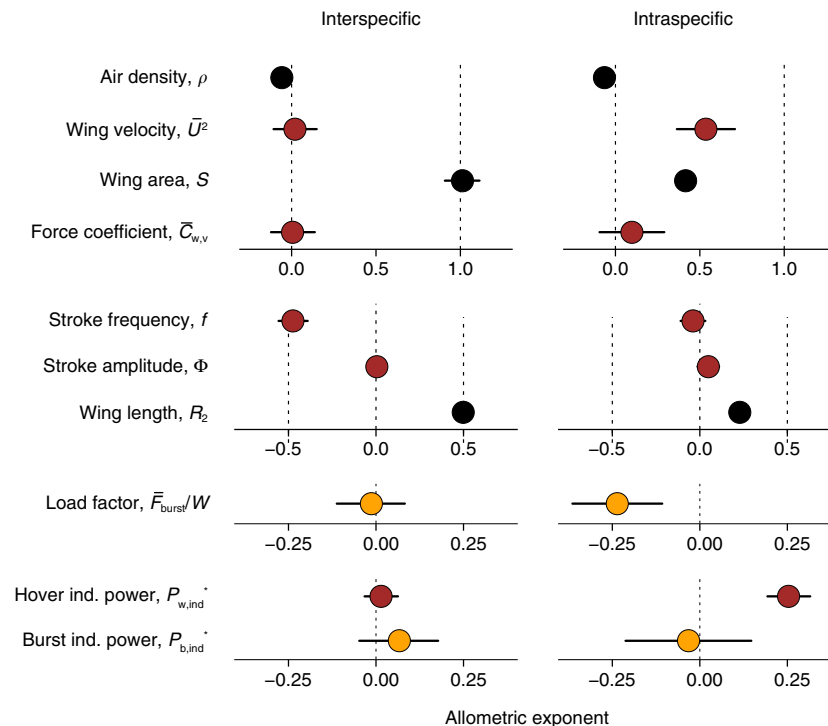 Interspecific Intraspecific
Air density, ρ
Wing velocity, U̅²
Wing area, S
Force coefficient, C̅w,v
0.0 0.5 1.0 0.0 0.5 1.0
Stroke frequency, f
Stroke amplitude, Φ
Wing length, R₂
−0.5 0.0 0.5 −0.5 0.0 0.5
Load factor, F̅burst/W
−0.25 0.00 0.25 −0.25 0.00 0.25
Hover ind. power, Pw,ind*
Burst ind. power, Pb,ind*
−0.25 0.00 0.25 −0.25 0.00 0.25
Allometric exponent